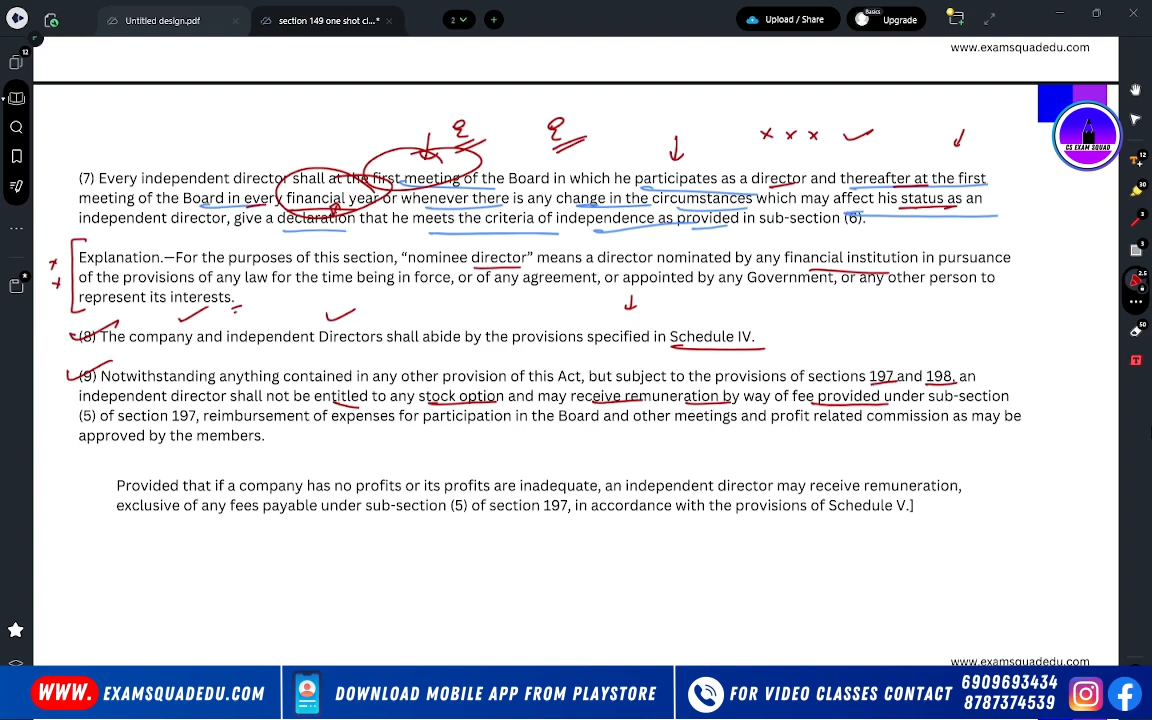 Untitled design.pdf
section 149 one shot cl...*
2
Upload / Share
Basics
Upgrade
www.examsquadedu.com
CS EXAM SQUAD
(7) Every independent director shall at the first meeting of the Board in which he participates as a director and thereafter at the first
meeting of the Board in every financial year or whenever there is any change in the circumstances which may affect his status as an
independent director, give a declaration that he meets the criteria of independence as provided in sub-section (6).
Explanation.—For the purposes of this section, “nominee director” means a director nominated by any financial institution in pursuance
of the provisions of any law for the time being in force, or of any agreement, or appointed by any Government, or any other person to
represent its interests.
(8) The company and independent Directors shall abide by the provisions specified in Schedule IV.
(9) Notwithstanding anything contained in any other provision of this Act, but subject to the provisions of sections 197 and 198, an
independent director shall not be entitled to any stock option and may receive remuneration by way of fee provided under sub-section
(5) of section 197, reimbursement of expenses for participation in the Board and other meetings and profit related commission as may be
approved by the members.
Provided that if a company has no profits or its profits are inadequate, an independent director may receive remuneration,
exclusive of any fees payable under sub-section (5) of section 197, in accordance with the provisions of Schedule V.]
www.examsquadedu.com
WWW. EXAMSQUADEDU.COM
DOWNLOAD MOBILE APP FROM PLAYSTORE
FOR VIDEO CLASSES CONTACT
6909693434
8787374539